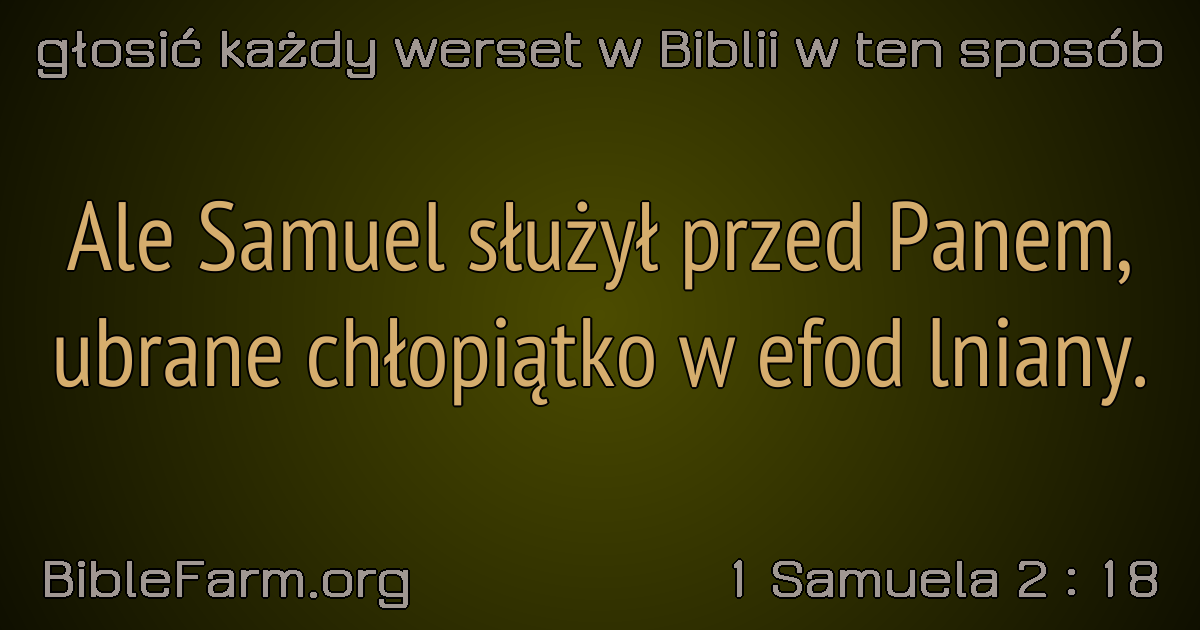 głosić każdy werset w Biblii w ten sposób
Ale Samuel służył przed Panem,
ubrane chłopiątko w efod lniany.
BibleFarm.org
1 Samuela 2 : 18